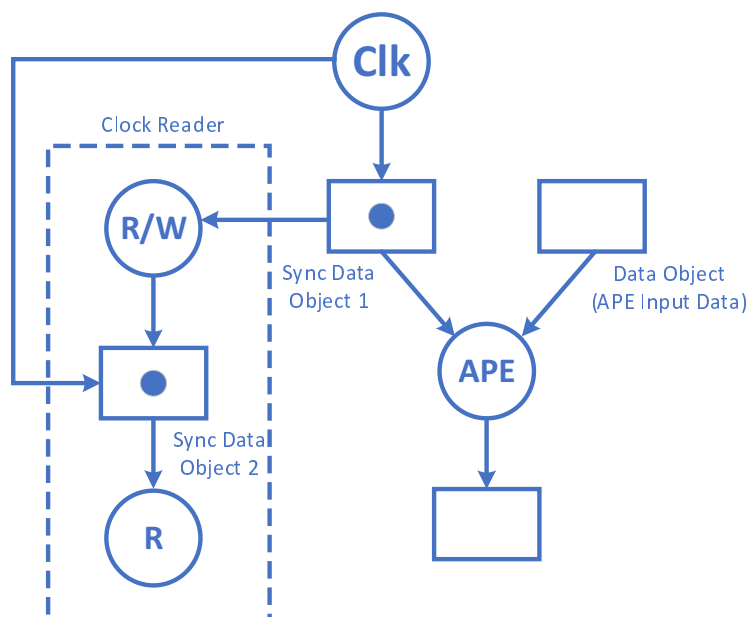 Clk
Clock Reader
R/W
Sync Data
Object 1
Data Object
(APE Input Data)
APE
Sync Data
Object 2
R